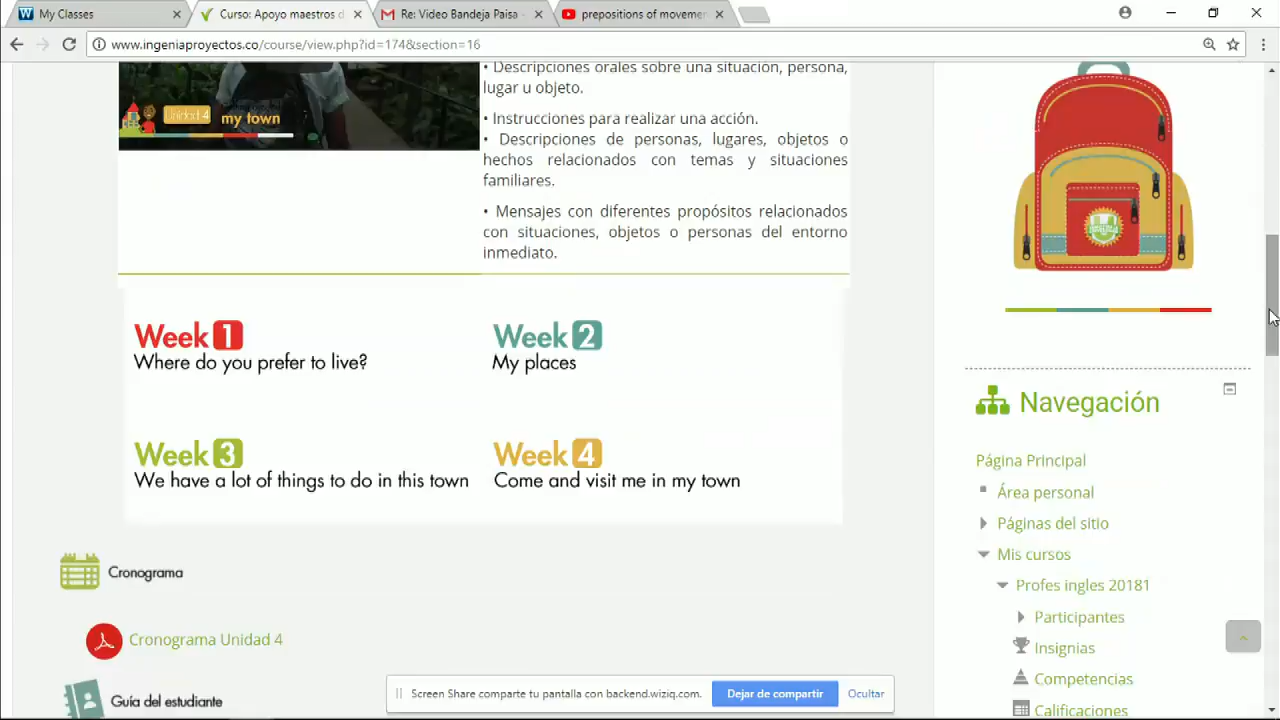 My Classes
Curso: Apoyo maestros d
Re: Video Bandeja Paisa -
prepositions of movemen
www.ingeniaproyectos.co/course/view.php?id=174&section=16
• Descripciones orales sobre una situación, persona,
lugar u objeto.
• Instrucciones para realizar una acción.
• Descripciones de personas, lugares, objetos o
hechos relacionados con temas y situaciones
familiares.
• Mensajes con diferentes propósitos relacionados
con situaciones, objetos o personas del entorno
inmediato.
Unidad 4
my town
Week 1
Where do you prefer to live?
Week 2
My places
Week 3
We have a lot of things to do in this town
Week 4
Come and visit me in my town
Cronograma
Cronograma Unidad 4
Guía del estudiante
Navegación
Página Principal
Área personal
Páginas del sitio
Mis cursos
Profes ingles 20181
Participantes
Insignias
Competencias
Calificaciones
Screen Share comparte tu pantalla con backend.wiziq.com.
Dejar de compartir
Ocultar